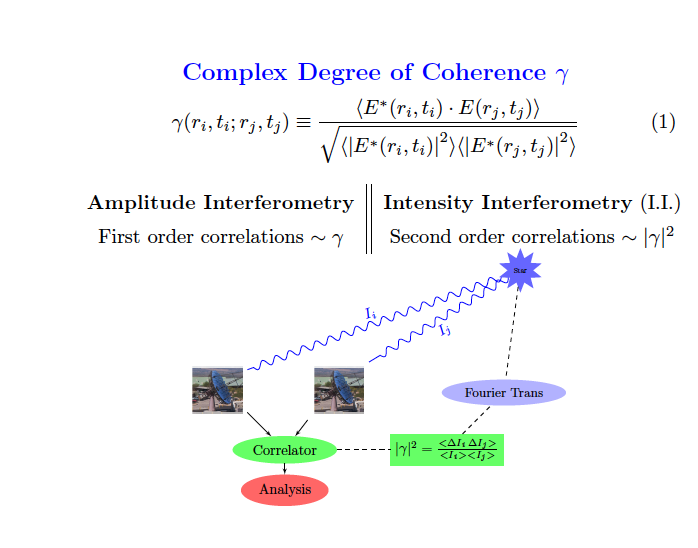 Complex Degree of Coherence γ
γ(r_i, t_i; r_j, t_j) ≡ ⟨E*(r_i, t_i) · E(r_j, t_j)⟩ / √(⟨|E*(r_i, t_i)|²⟩⟨|E*(r_j, t_j)|²⟩) (1)
Amplitude Interferometry
First order correlations ∼ γ
Intensity Interferometry (I.I.)
Second order correlations ∼ |γ|²
Star
I_i
I_j
Fourier Trans
Correlator
|γ|² = <ΔI_i ΔI_j> / <I_i><I_j>
Analysis